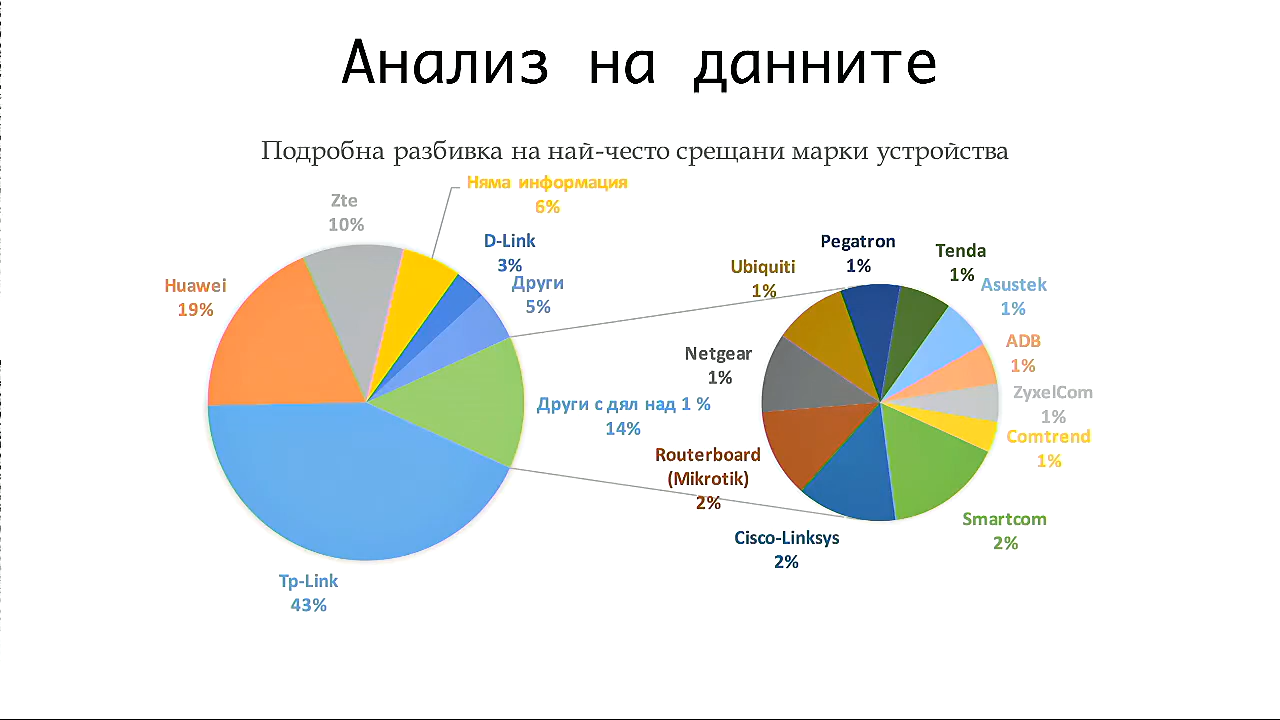 Анализ на данните
Подробна разбивка на най-често срещани марки устройства
Няма информация
6%
Zte
10%
D-Link
3%
Други
5%
Huawei
19%
Други с дял над 1 %
14%
Tp-Link
43%
Pegatron
1%
Tenda
1%
Ubiquiti
1%
Asustek
1%
ADB
1%
Netgear
1%
ZyxelCom
1%
Comtrend
1%
Routerboard
(Mikrotik)
2%
Smartcom
2%
Cisco-Linksys
2%